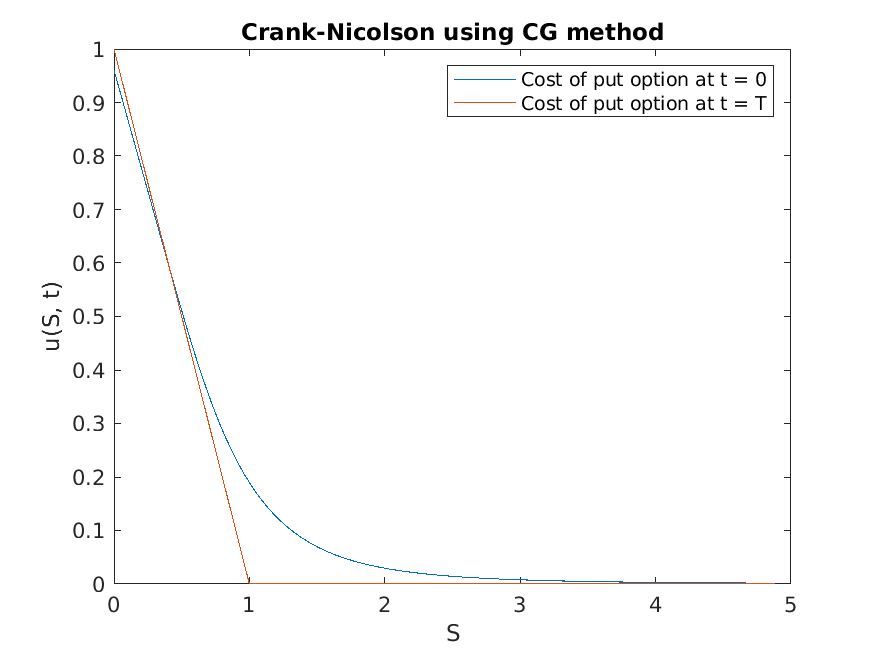 Crank-Nicolson using CG method
Cost of put option at t = 0
Cost of put option at t = T
u(S, t)
1
0.9
0.8
0.7
0.6
0.5
0.4
0.3
0.2
0.1
0
0 1 2 3 4 5
S